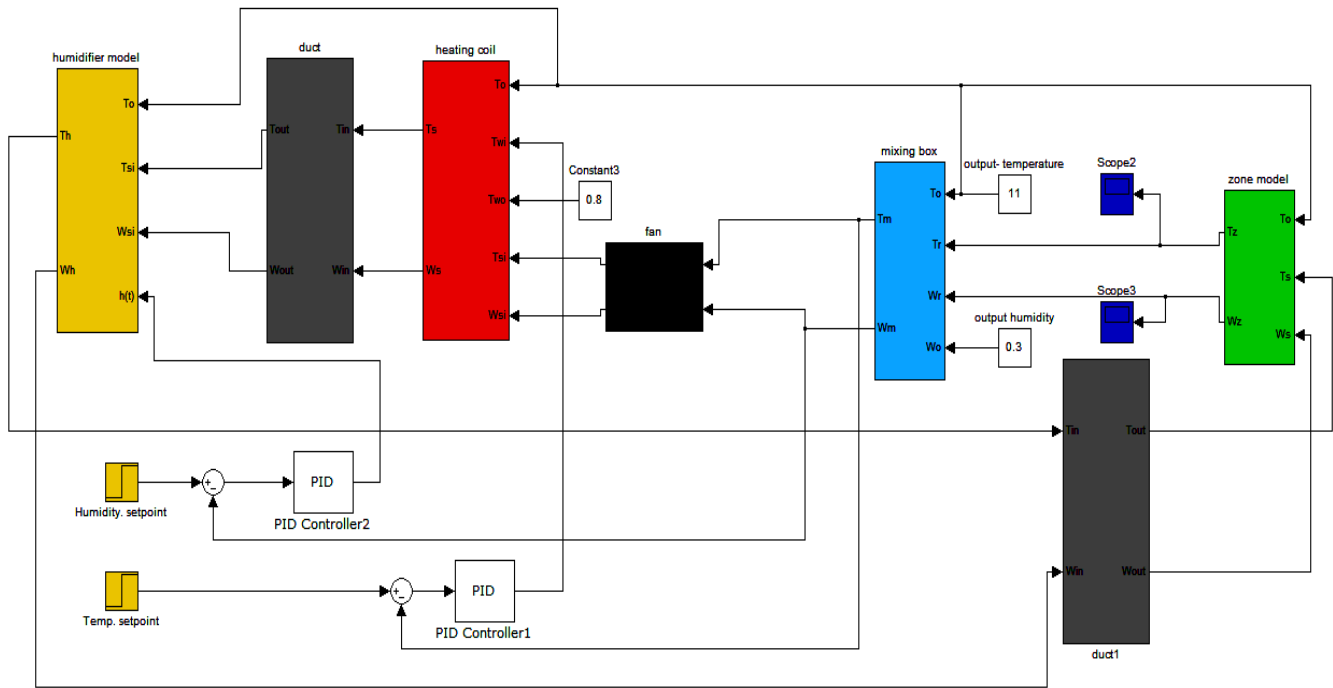 humidifier model
To
Th
Tsi
Wsi
Wh
h(t)
duct
Tout
Tin
Wout
Win
heating coil
To
Ts
Twi
Two
Tsi
Ws
Wsi
Constant3
0.8
fan
mixing box
To
Tm
Tr
Wr
Wm
Wo
output- temperature
11
output humidity
0.3
Scope2
Scope3
zone model
To
Tz
Ts
Wz
Ws
Tin
Tout
Win
Wout
duct1
Humidity. setpoint
+
-
PID
PID Controller2
Temp. setpoint
+
-
PID
PID Controller1